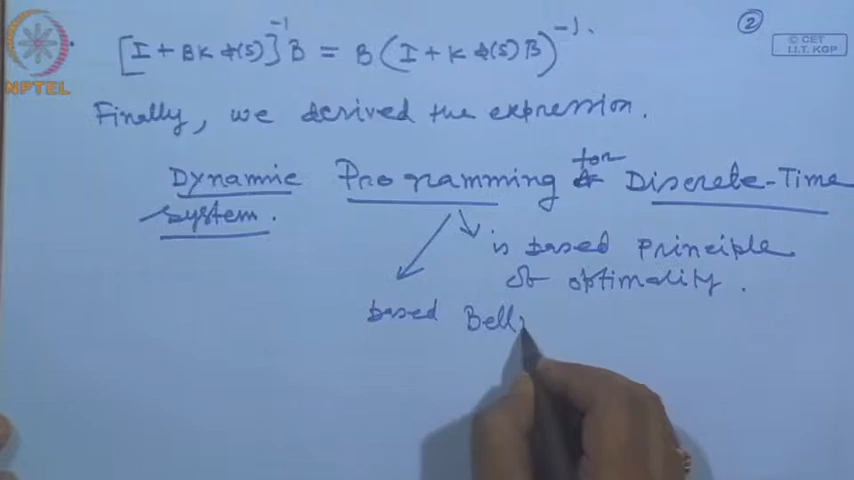 ②
© CET
I.I.T. KGP
NPTEL
[I + BK Φ(s)]⁻¹ B = B (I + K Φ(s) B)⁻¹.
Finally, we derived the expression.
Dynamic Programming for Discrete-Time
System.
is based Principle
of optimality.
based Bell